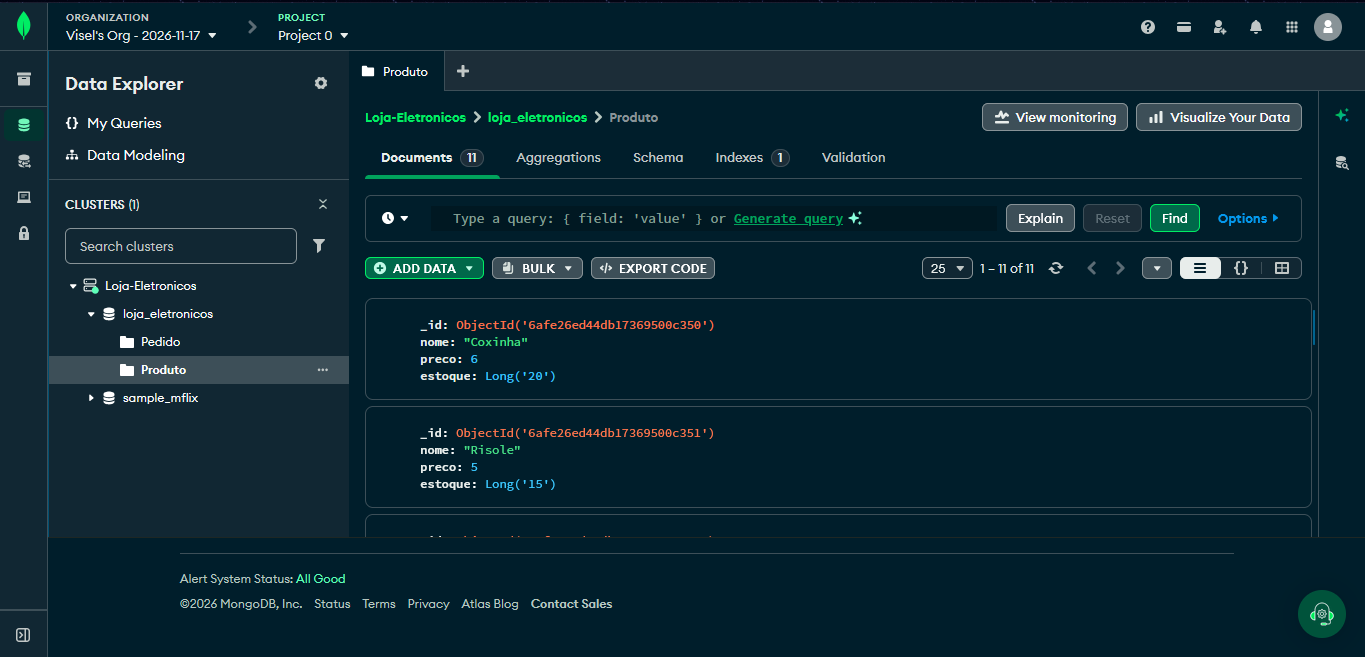 ORGANIZATION
Visel's Org - 2026-11-17
PROJECT
Project 0
Data Explorer
My Queries
Data Modeling
CLUSTERS (1)
Search clusters
Loja-Eletronicos
loja_eletronicos
Pedido
Produto
sample_mflix
Produto
Loja-Eletronicos > loja_eletronicos > Produto
View monitoring
Visualize Your Data
Documents 11 Aggregations Schema Indexes 1 Validation
Type a query: { field: 'value' } or Generate query
Explain Reset Find Options
ADD DATA BULK EXPORT CODE
25 1 – 11 of 11
_id: ObjectId('6afe26ed44db17369500c350')
nome: "Coxinha"
preco: 6
estoque: Long('20')
_id: ObjectId('6afe26ed44db17369500c351')
nome: "Risole"
preco: 5
estoque: Long('15')
Alert System Status: All Good
©2026 MongoDB, Inc. Status Terms Privacy Atlas Blog Contact Sales